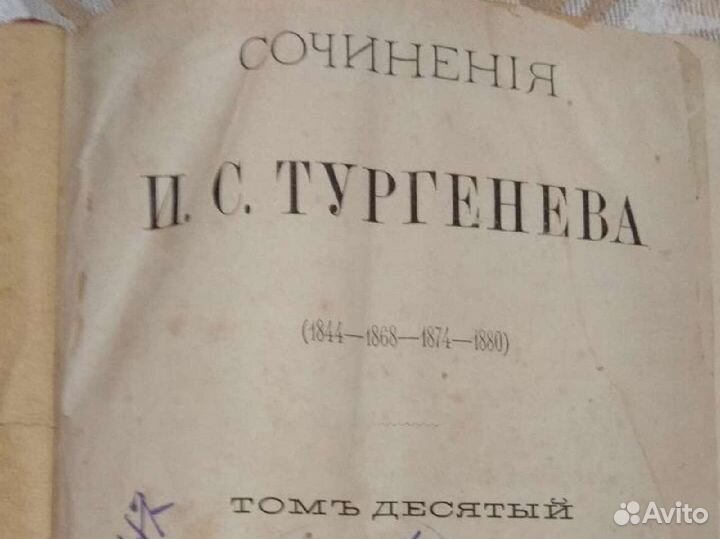 СОЧИНЕНІЯ
И. С. ТУРГЕНЕВА
(1844—1868—1874—1880)
ТОМЪ ДЕСЯТЫЙ
Avito